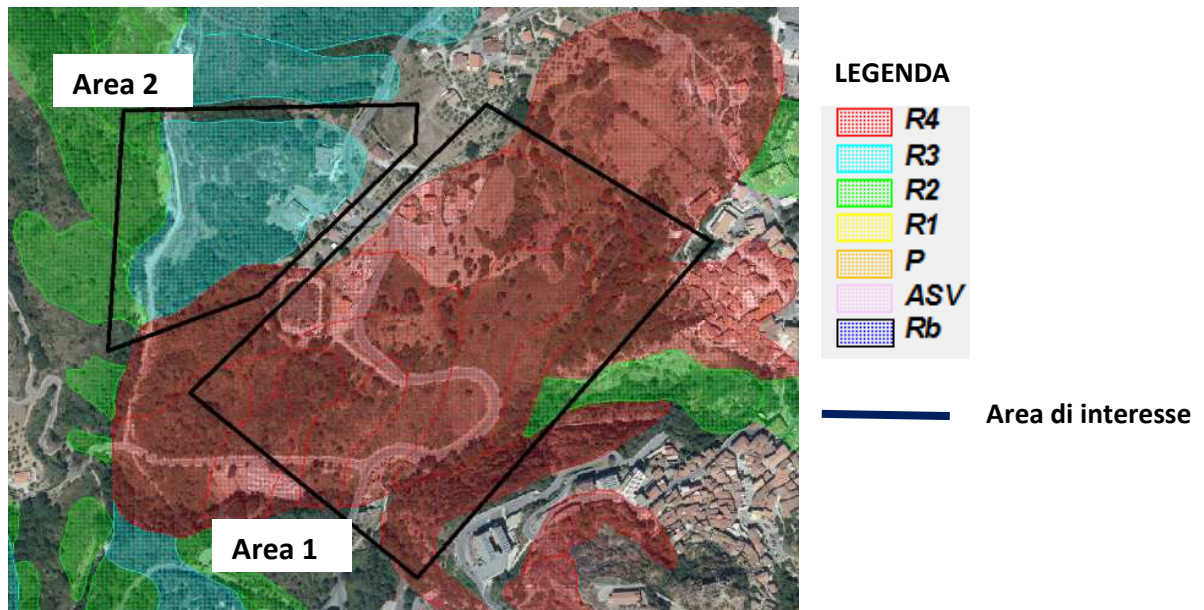 Area 2
Area 1
LEGENDA
R4
R3
R2
R1
P
ASV
Rb
Area di interesse